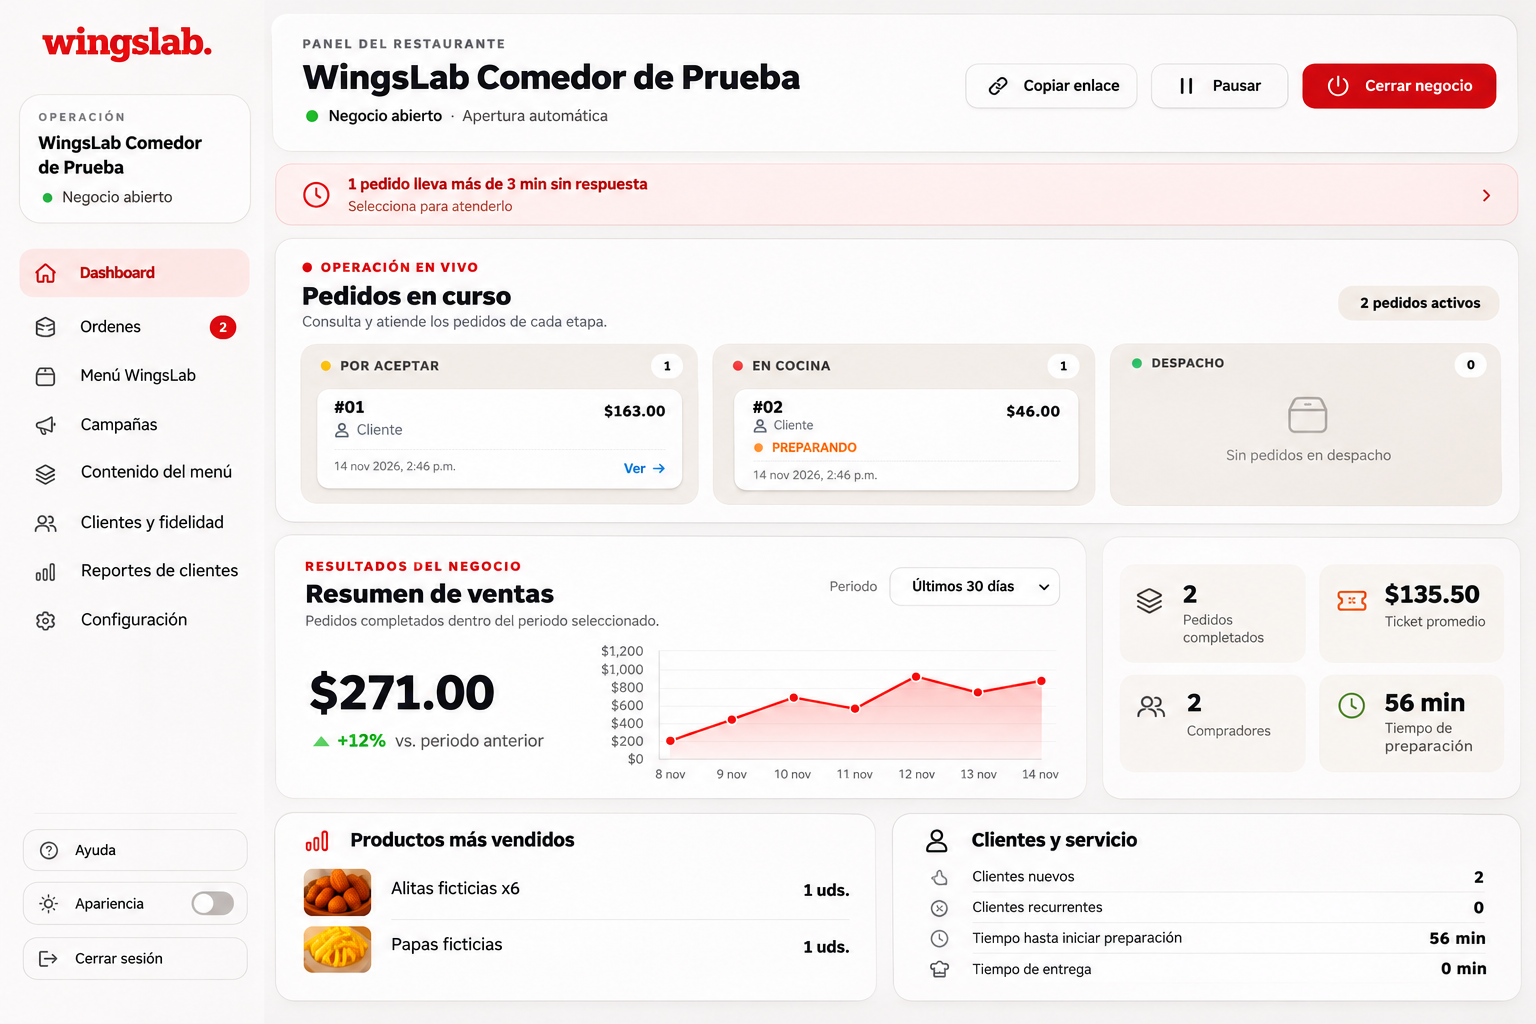 wingslab.
OPERACIÓN
WingsLab Comedor
de Prueba
Negocio abierto
Dashboard
Ordenes
2
Menú WingsLab
Campañas
Contenido del menú
Clientes y fidelidad
Reportes de clientes
Configuración
Ayuda
Apariencia
Cerrar sesión
PANEL DEL RESTAURANTE
WingsLab Comedor de Prueba
Negocio abierto · Apertura automática
Copiar enlace
Pausar
Cerrar negocio
1 pedido lleva más de 3 min sin respuesta
Selecciona para atenderlo
OPERACIÓN EN VIVO
Pedidos en curso
Consulta y atiende los pedidos de cada etapa.
2 pedidos activos
POR ACEPTAR
1
#01
$163.00
Cliente
14 nov 2026, 2:46 p.m.
Ver →
EN COCINA
1
#02
$46.00
Cliente
PREPARANDO
14 nov 2026, 2:46 p.m.
DESPACHO
0
Sin pedidos en despacho
RESULTADOS DEL NEGOCIO
Resumen de ventas
Pedidos completados dentro del periodo seleccionado.
Periodo
Últimos 30 días
$271.00
+12% vs. periodo anterior
$1,200
$1,000
$800
$600
$400
$200
$0
8 nov
9 nov
10 nov
11 nov
12 nov
13 nov
14 nov
2
Pedidos
completados
$135.50
Ticket promedio
2
Compradores
56 min
Tiempo de
preparación
Productos más vendidos
Alitas ficticias x6
1 uds.
Papas ficticias
1 uds.
Clientes y servicio
Clientes nuevos
2
Clientes recurrentes
0
Tiempo hasta iniciar preparación
56 min
Tiempo de entrega
0 min